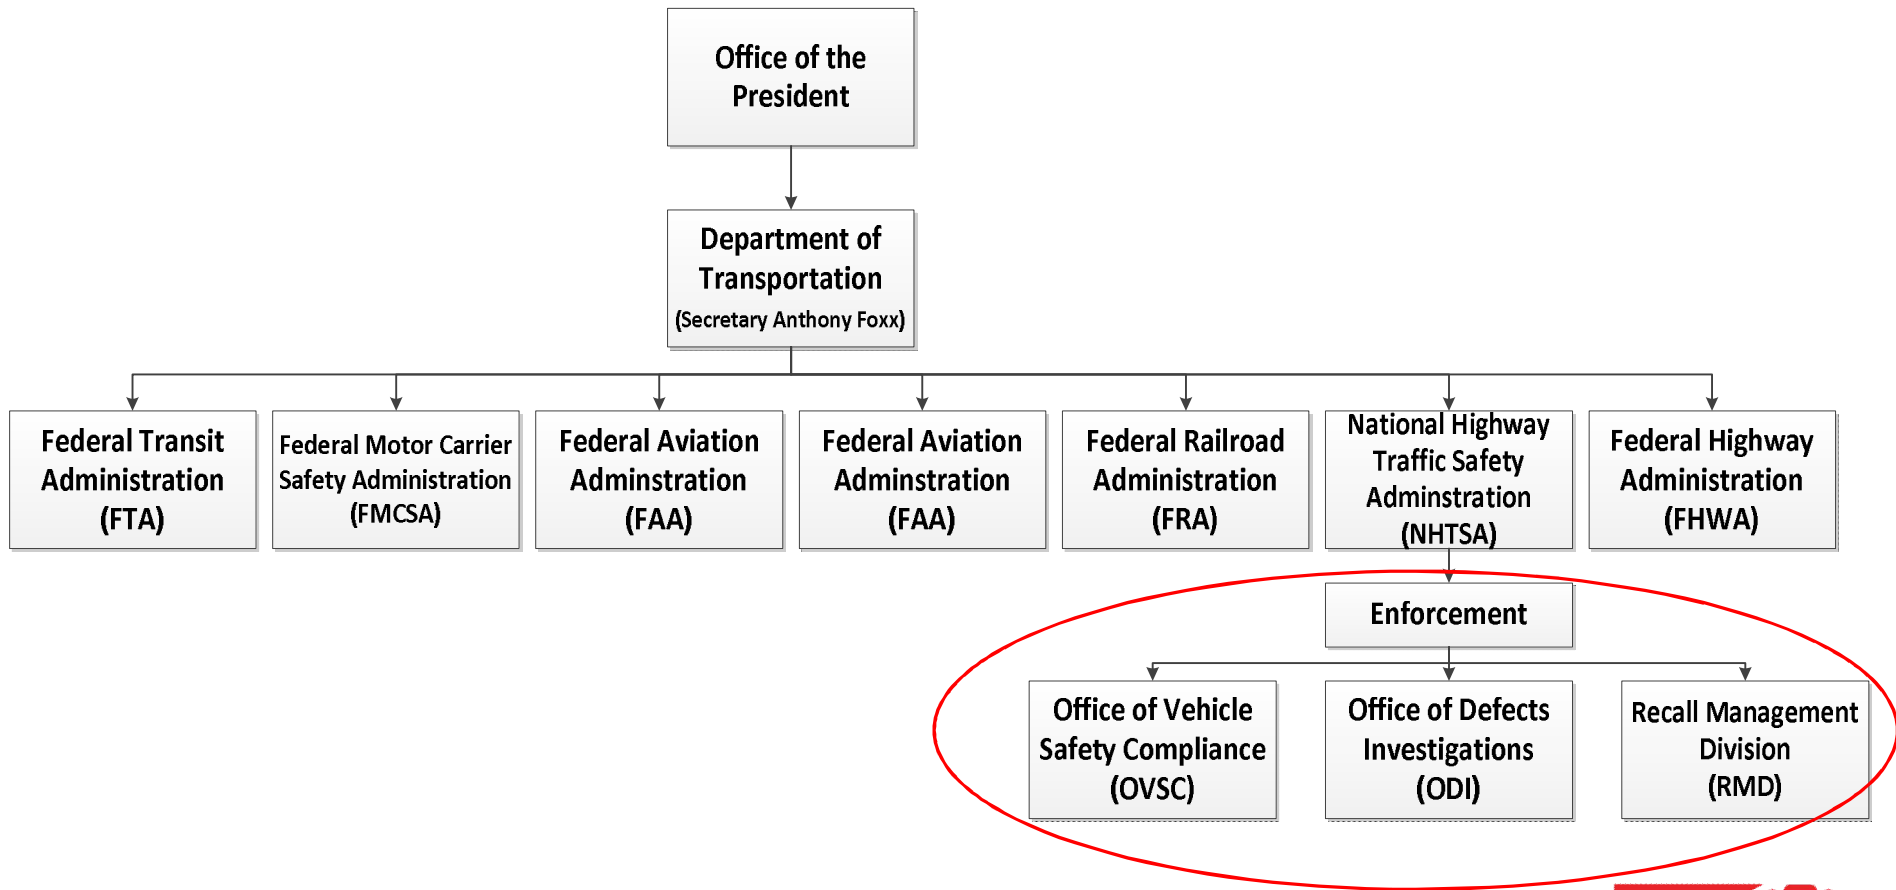 Office of the
President
Department of
Transportation
(Secretary Anthony Foxx)
Federal Transit
Administration
(FTA)
Federal Motor Carrier
Safety Administration
(FMCSA)
Federal Aviation
Adminstration
(FAA)
Federal Aviation
Adminstration
(FAA)
Federal Railroad
Administration
(FRA)
National Highway
Traffic Safety
Adminstration
(NHTSA)
Federal Highway
Administration
(FHWA)
Enforcement
Office of Vehicle
Safety Compliance
(OVSC)
Office of Defects
Investigations
(ODI)
Recall Management
Division
(RMD)